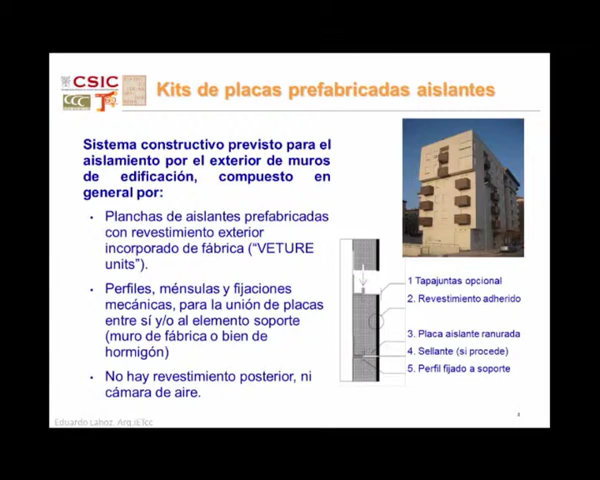 CSIC
Kits de placas prefabricadas aislantes
Sistema constructivo previsto para el
aislamiento por el exterior de muros
de edificación, compuesto en
general por:
• Planchas de aislantes prefabricadas
con revestimiento exterior
incorporado de fábrica ("VETURE
units").
• Perfiles, ménsulas y fijaciones
mecánicas, para la unión de placas
entre sí y/o al elemento soporte
(muro de fábrica o bien de
hormigón)
• No hay revestimiento posterior, ni
cámara de aire.
1 Tapajuntas opcional
2. Revestimiento adherido
3. Placa aislante ranurada
4. Sellante (si procede)
5. Perfil fijado a soporte
Eduardo Lahoz. Arq.IETcc